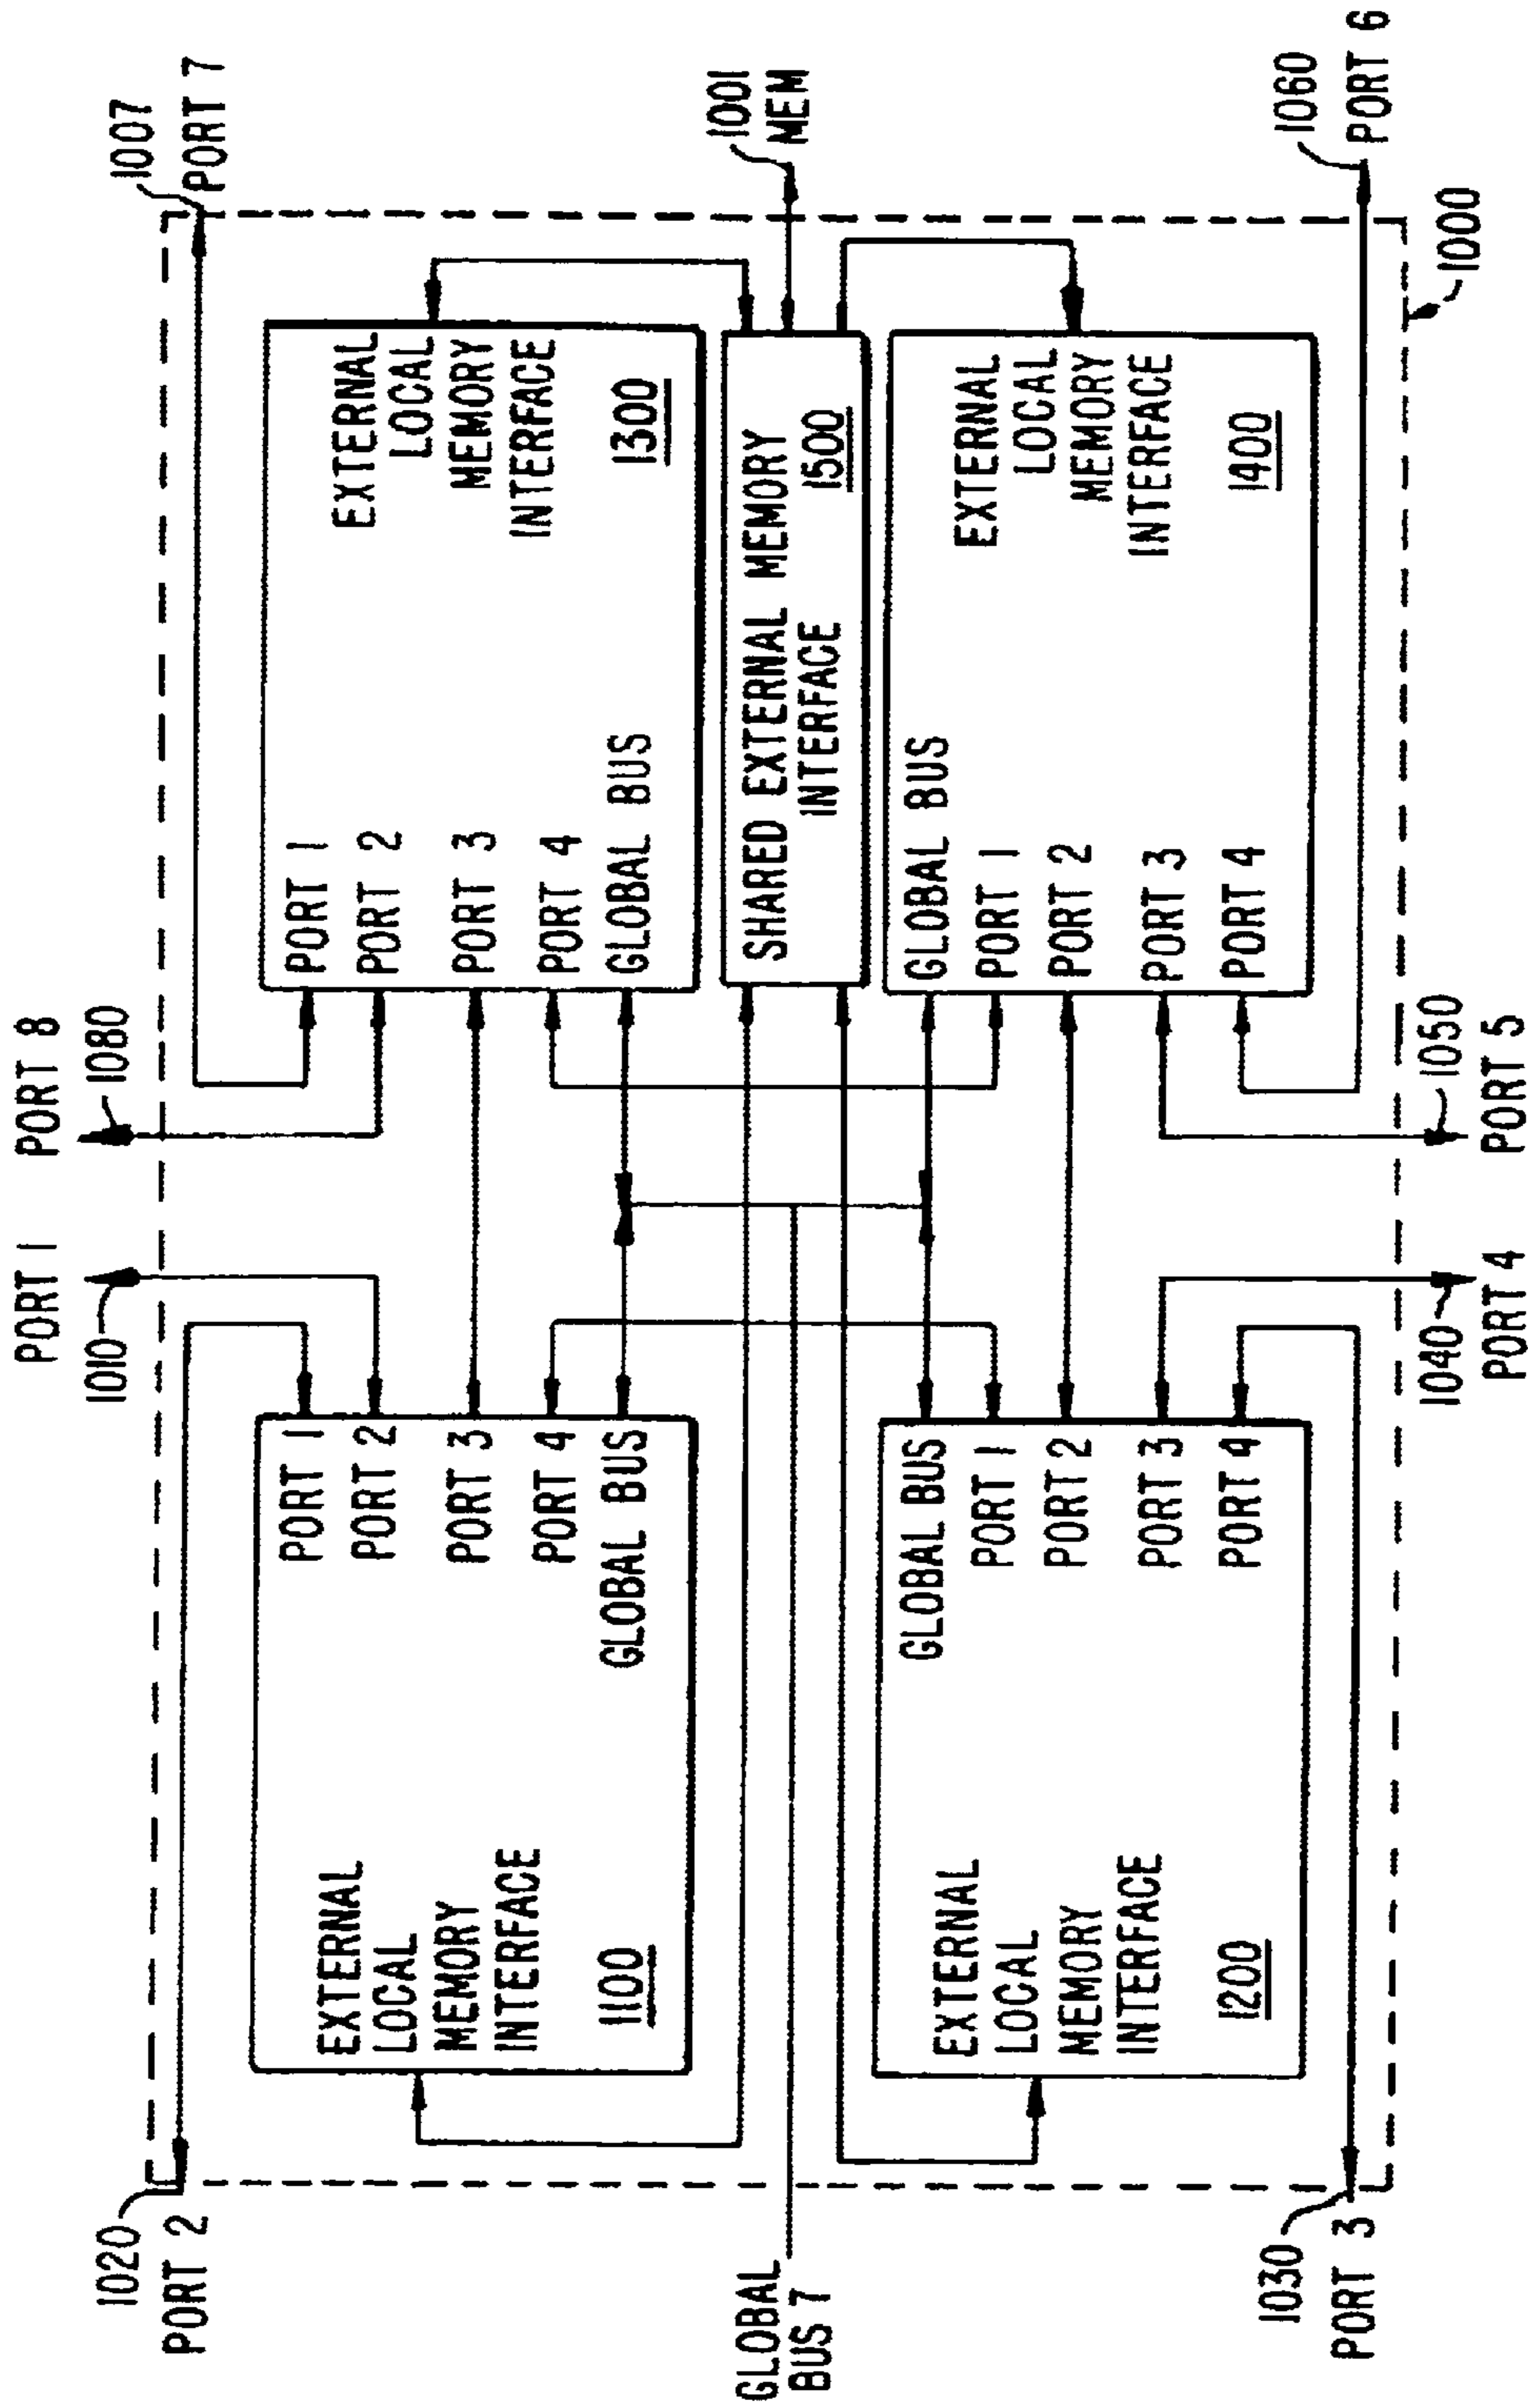 PORT 1
1010
PORT 8
1080
1020
PORT 2
1007
PORT 7
EXTERNAL
LOCAL
MEMORY
INTERFACE
1100
PORT 1
PORT 2
PORT 3
PORT 4
GLOBAL BUS
PORT 1
PORT 2
PORT 3
PORT 4
GLOBAL BUS
EXTERNAL
LOCAL
MEMORY
INTERFACE
1300
GLOBAL
BUS 7
SHARED EXTERNAL MEMORY
INTERFACE
1500
1001
MEM
EXTERNAL
LOCAL
MEMORY
INTERFACE
1200
GLOBAL BUS
PORT 1
PORT 2
PORT 3
PORT 4
GLOBAL BUS
PORT 1
PORT 2
PORT 3
PORT 4
EXTERNAL
LOCAL
MEMORY
INTERFACE
1400
1030
PORT 3
1060
PORT 6
1040
PORT 4
1050
PORT 5
1000